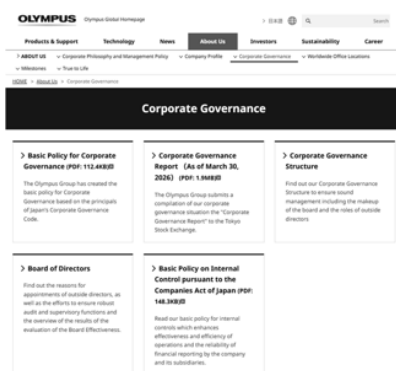 OLYMPUS Olympus Global Homepage
> 日本語 Search
Products & Support Technology News About Us Investors Sustainability Career
ABOUT US Corporate Philosophy and Management Policy Company Profile Corporate Governance Worldwide Office Locations
Milestones True to Life
HOME > About Us > Corporate Governance
Corporate Governance
Basic Policy for Corporate
Governance (PDF: 112.4KB)
The Olympus Group has created the
basic policy for Corporate
Governance based on the principals
of Japan's Corporate Governance
Code.
Corporate Governance
Report (As of March 30,
2026) (PDF: 1.9MB)
The Olympus Group submits a
compilation of our corporate
governance situation the "Corporate
Governance Report" to the Tokyo
Stock Exchange.
Corporate Governance
Structure
Find out our Corporate Governance
Structure to ensure sound
management including the makeup
of the board and the roles of outside
directors
Board of Directors
Find out the reasons for
appointments of outside directors, as
well as the efforts to ensure robust
audit and supervisory functions and
the overview of the results of the
evaluation of the Board Effectiveness.
Basic Policy on Internal
Control pursuant to the
Companies Act of Japan (PDF:
148.3KB)
Read our basic policy for internal
controls which enhances
effectiveness and efficiency of
operations and the reliability of
financial reporting by the company
and its subsidiaries.